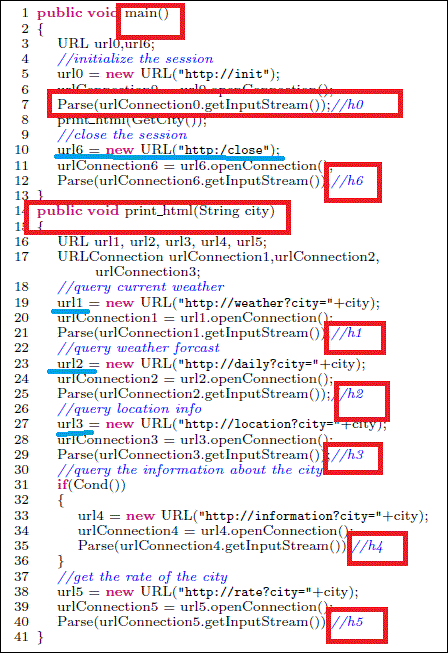 1 public void main()
2 {
3 URL url0,url6;
4 //initialize the session
5 url0 = new URL("http://init");
6 urlConnection0 = url0.openConnection();
7 Parse(urlConnection0.getInputStream());//h0
8 print_html(GetCity());
9 //close the session
10 url6 = new URL("http:/close");
11 urlConnection6 = url6.openConnection();
12 Parse(urlConnection6.getInputStream());//h6
13 }
14 public void print_html(String city)
15 {
16 URL url1, url2, url3, url4, url5;
17 URLConnection urlConnection1,urlConnection2,
urlConnection3;
18 //query current weather
19 url1 = new URL("http://weather?city="+city);
20 urlConnection1 = url1.openConnection();
21 Parse(urlConnection1.getInputStream());//h1
22 //query weather forcast
23 url2 = new URL("http://daily?city="+city);
24 urlConnection2 = url2.openConnection();
25 Parse(urlConnection2.getInputStream());//h2
26 //query location info
27 url3 = new URL("http://location?city="+city);
28 urlConnection3 = url3.openConnection();
29 Parse(urlConnection3.getInputStream());//h3
30 //query the information about the city
31 if(Cond())
32 {
33 url4 = new URL("http://information?city="+city);
34 urlConnection4 = url4.openConnection();
35 Parse(urlConnection4.getInputStream());//h4
36 }
37 //get the rate of the city
38 url5 = new URL("http://rate?city="+city);
39 urlConnection5 = url5.openConnection();
40 Parse(urlConnection5.getInputStream());//h5
41 }